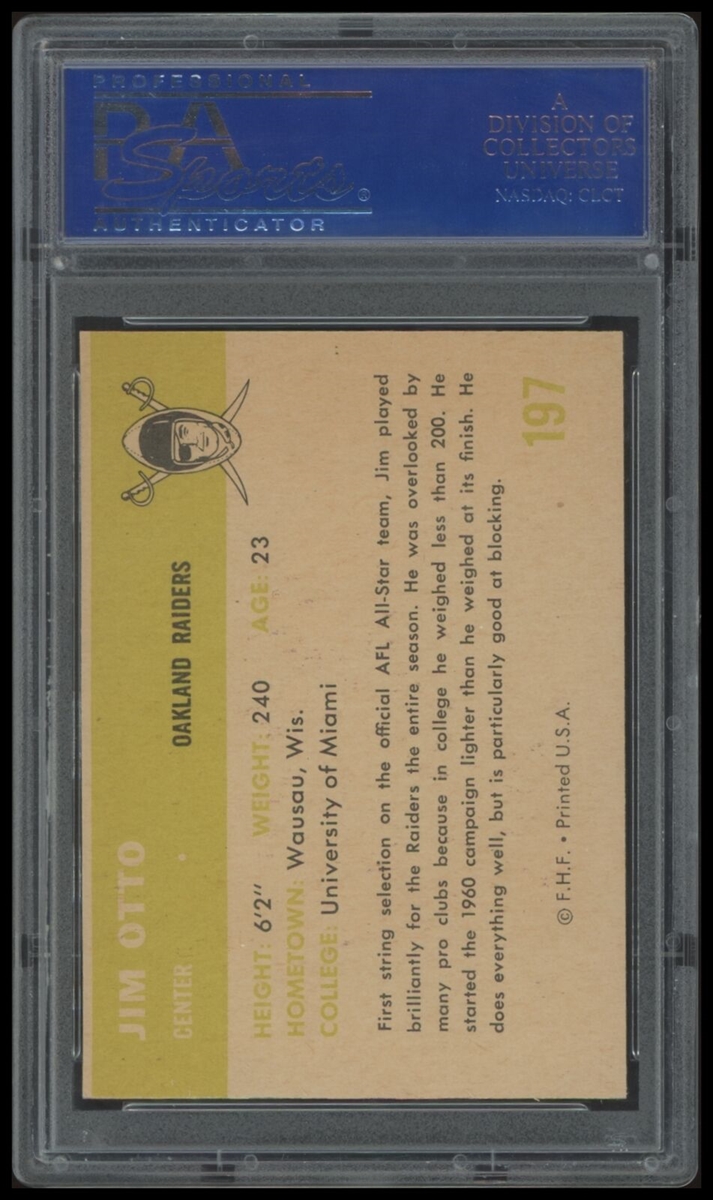 PROFESSIONAL
PSA
Sports®
AUTHENTICATOR
A
DIVISION OF
COLLECTORS
UNIVERSE
NASDAQ: CLCT
JIM OTTO
CENTER
OAKLAND RAIDERS
HEIGHT: 6'2" WEIGHT: 240 AGE: 23
HOMETOWN: Wausau, Wis.
COLLEGE: University of Miami
First string selection on the official AFL All-Star team, Jim played
brilliantly for the Raiders the entire season. He was overlooked by
many pro clubs because in college he weighed less than 200. He
started the 1960 campaign lighter than he weighed at its finish. He
does everything well, but is particularly good at blocking.
197
© F.H.F. • Printed U.S.A.